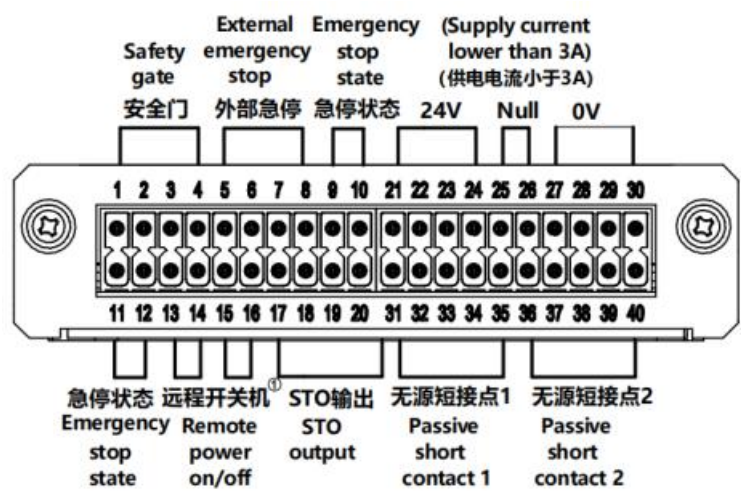 Safety
gate
安全门
External
emergency
stop
外部急停
Emergency
stop
state
急停状态
(Supply current
lower than 3A)
(供电电流小于3A)
24V
Null
0V
1 2 3 4 5 6 7 8 9 10 21 22 23 24 25 26 27 28 29 30
11 12 13 14 15 16 17 18 19 20 31 32 33 34 35 36 37 38 39 40
急停状态
Emergency
stop
state
远程开关机①
Remote
power
on/off
STO输出
STO
output
无源短接点1
Passive
short
contact 1
无源短接点2
Passive
short
contact 2